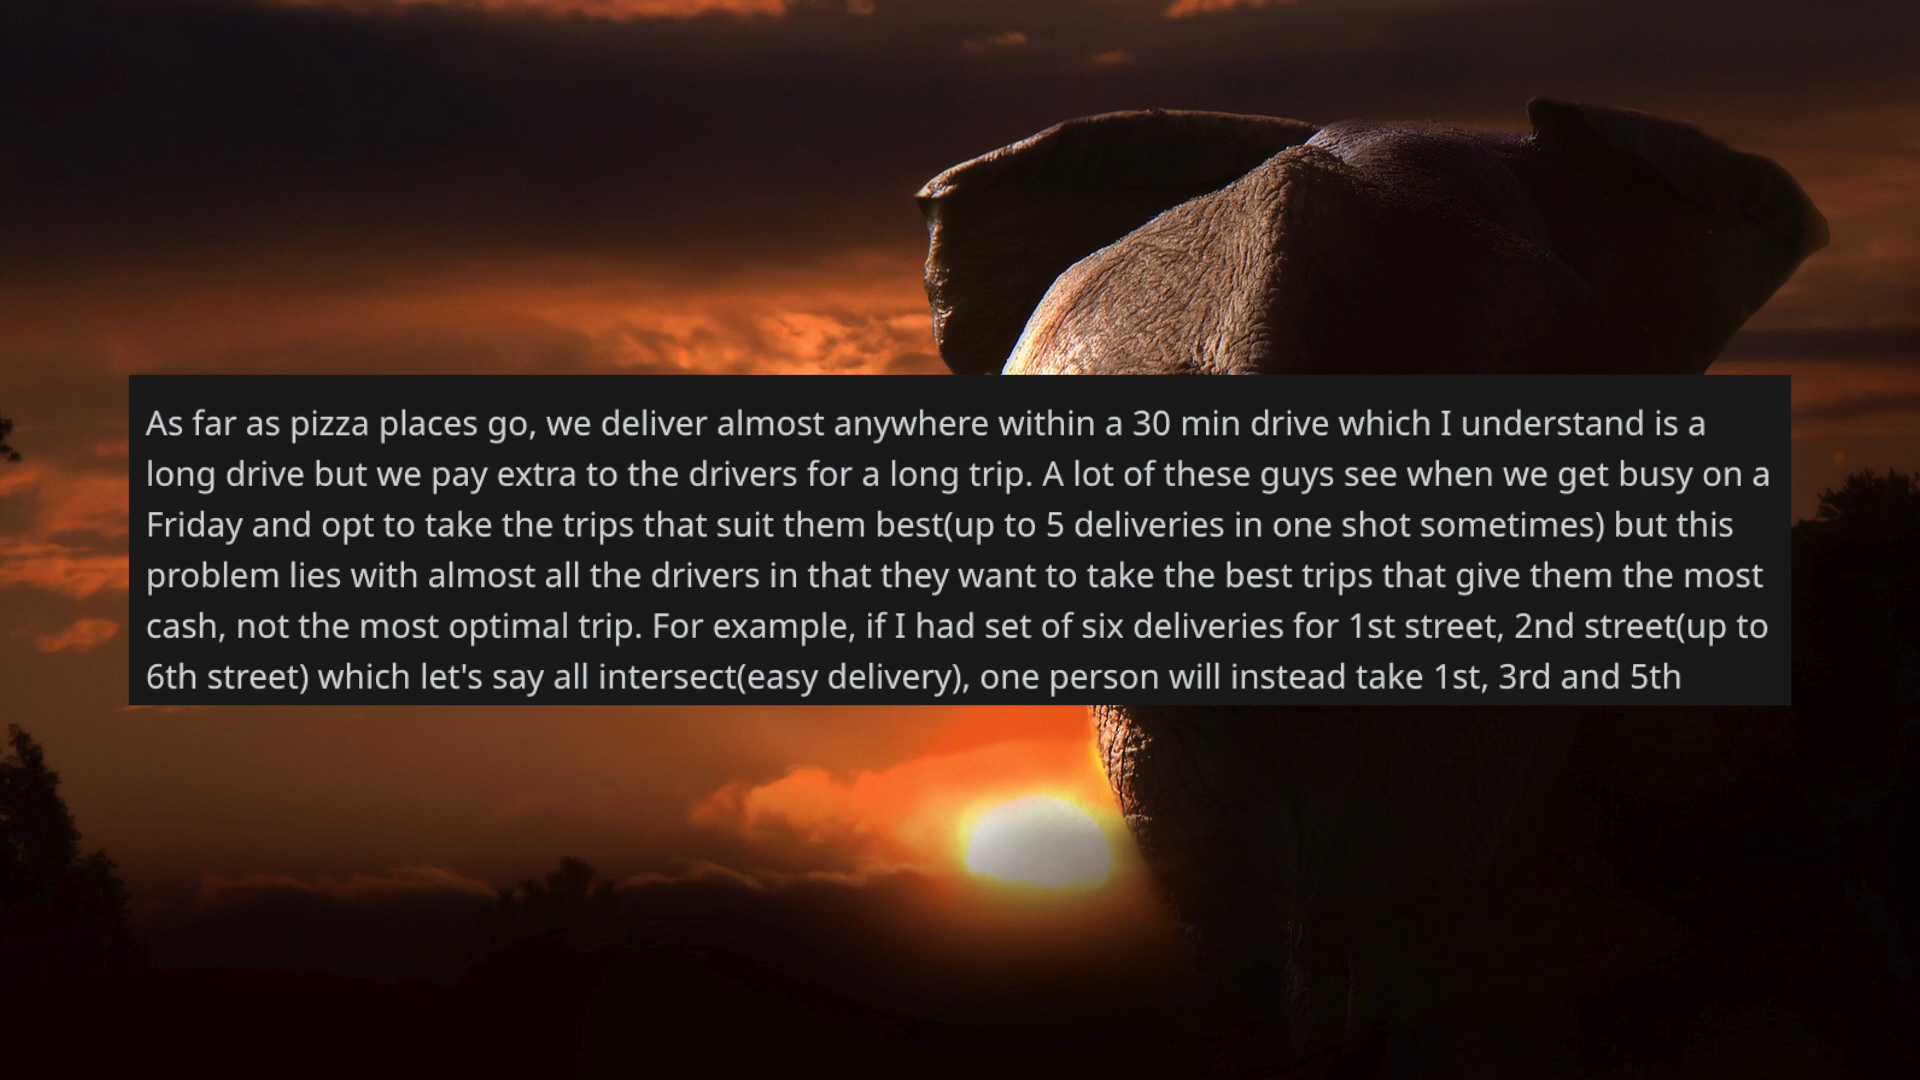 As far as pizza places go, we deliver almost anywhere within a 30 min drive which I understand is a
long drive but we pay extra to the drivers for a long trip. A lot of these guys see when we get busy on a
Friday and opt to take the trips that suit them best(up to 5 deliveries in one shot sometimes) but this
problem lies with almost all the drivers in that they want to take the best trips that give them the most
cash, not the most optimal trip. For example, if I had set of six deliveries for 1st street, 2nd street(up to
6th street) which let's say all intersect(easy delivery), one person will instead take 1st, 3rd and 5th